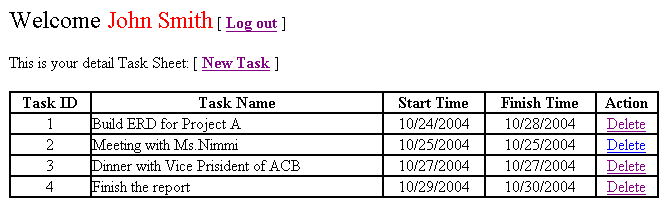 Welcome John Smith [ Log out ]
This is your detail Task Sheet: [ New Task ]
Task ID Task Name Start Time Finish Time Action
1 Build ERD for Project A 10/24/2004 10/28/2004 Delete
2 Meeting with Ms.Nimmi 10/25/2004 10/25/2004 Delete
3 Dinner with Vice Prisident of ACB 10/27/2004 10/27/2004 Delete
4 Finish the report 10/29/2004 10/30/2004 Delete